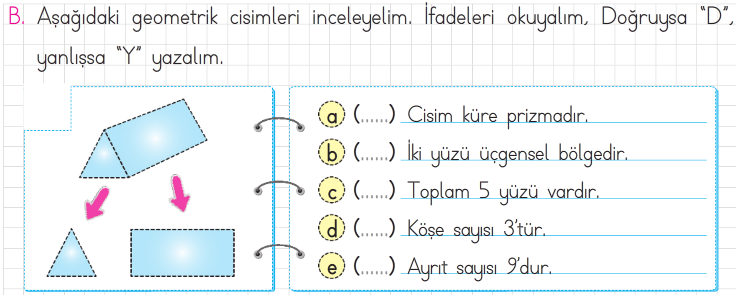 B. Aşağıdaki geometrik cisimleri inceleyelim. İfadeleri okuyalım, Doğruysa “D”,
yanlışsa “Y” yazalım.
a (......) Cisim küre prizmadır.
b (......) İki yüzü üçgensel bölgedir.
c (......) Toplam 5 yüzü vardır.
d (......) Köşe sayısı 3’tür.
e (......) Ayrıt sayısı 9’dur.